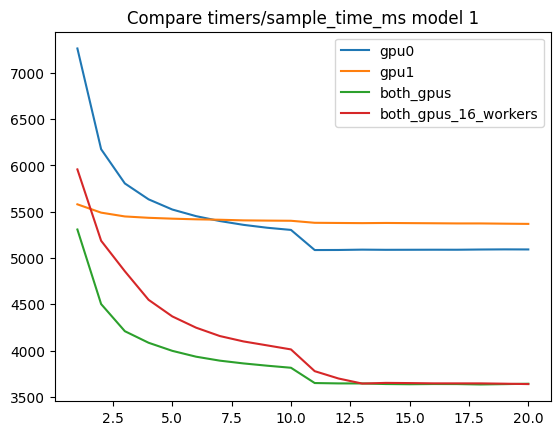 Compare timers/sample_time_ms model 1
gpu0
gpu1
both_gpus
both_gpus_16_workers
7000
6500
6000
5500
5000
4500
4000
3500
2.5 5.0 7.5 10.0 12.5 15.0 17.5 20.0